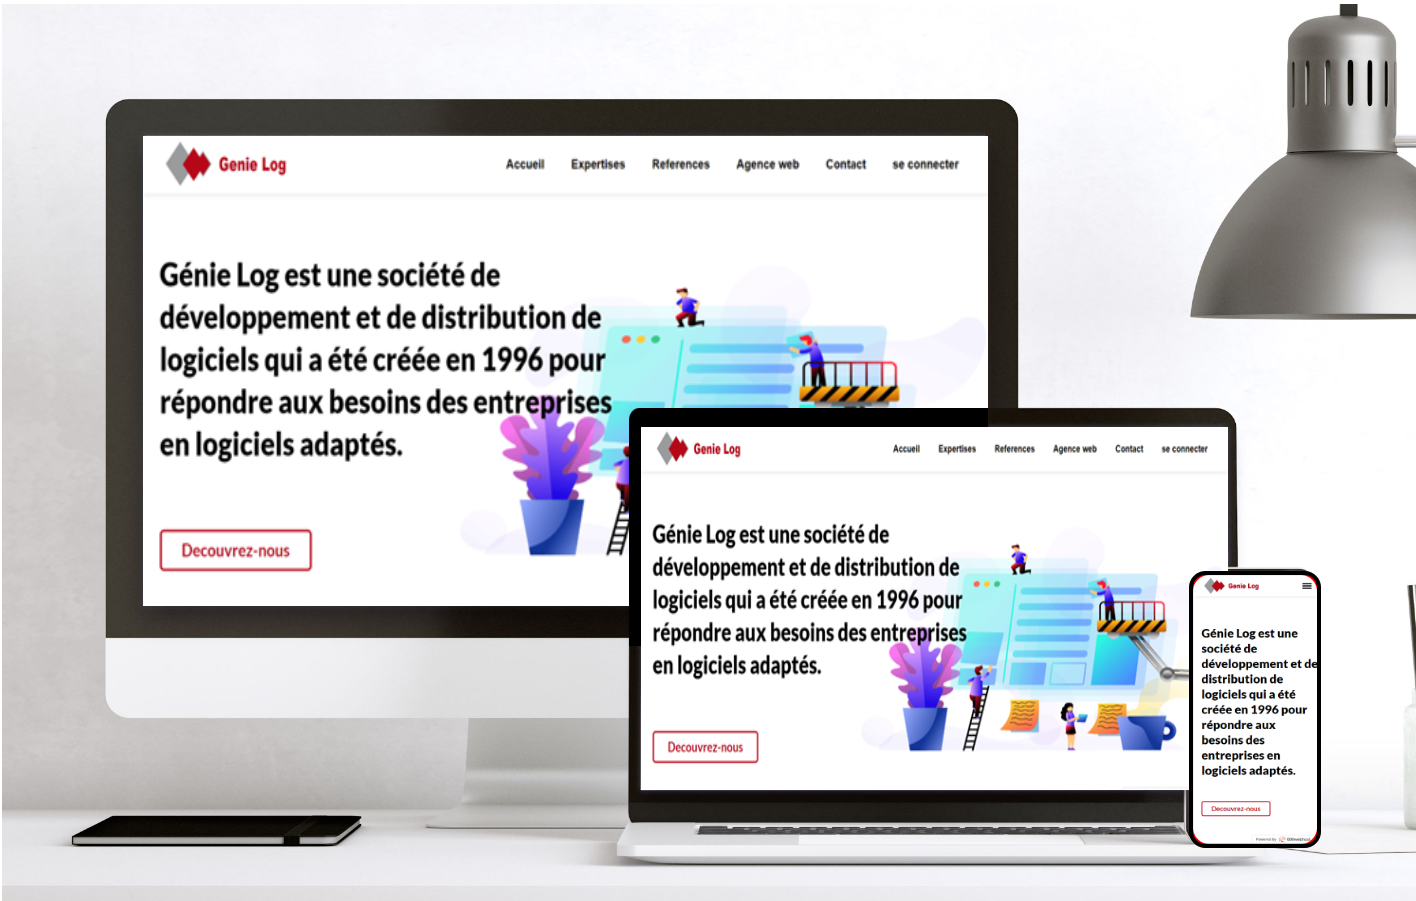 Genie Log
Accueil Expertises References Agence web Contact se connecter
Génie Log est une société de
développement et de distribution de
logiciels qui a été créée en 1996 pour
répondre aux besoins des entreprises
en logiciels adaptés.
Decouvrez-nous
Genie Log
Accueil Expertises References Agence web Contact se connecter
Génie Log est une société de
développement et de distribution de
logiciels qui a été créée en 1996 pour
répondre aux besoins des entreprises
en logiciels adaptés.
Decouvrez-nous
Genie Log
Génie Log est une
société de
développement et de
distribution de
logiciels qui a été
créée en 1996 pour
répondre aux
besoins des
entreprises en
logiciels adaptés.
Decouvrez-nous
Powered by